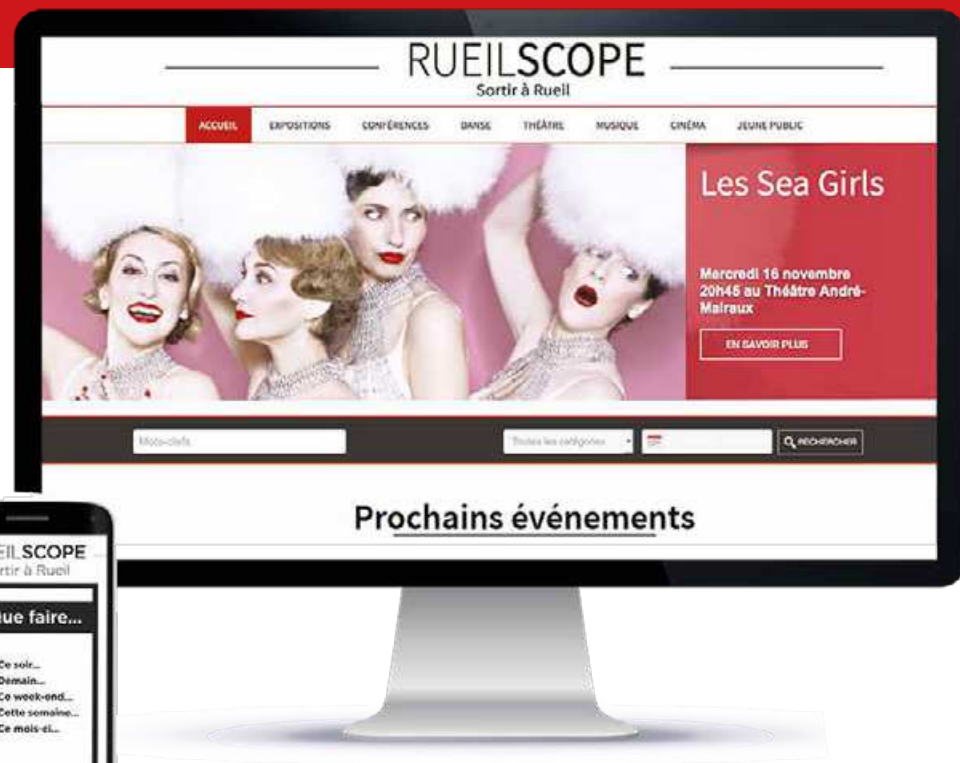 RUEILSCOPE
Sortir à Rueil
ACCUEIL EXPOSITIONS CONFÉRENCES DANSE THÉÂTRE MUSIQUE CINÉMA JEUNE PUBLIC
Les Sea Girls
Mercredi 16 novembre
20h45 au Théâtre André-
Malraux
EN SAVOIR PLUS
Mots-clefs Toutes les catégories RECHERCHER
Prochains événements
EILSCOPE
rtir à Rueil
ue faire...
Ce soir...
Demain...
Ce week-end...
Cette semaine...
Ce mois-ci...